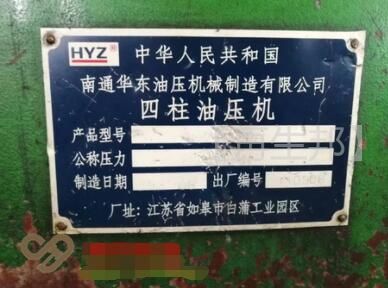 HYZ® 中华人民共和国
南通华东油压机械制造有限公司
四柱油压机
产品型号
公称压力
制造日期 出厂编号
厂址:江苏省如皋市白蒲工业园区